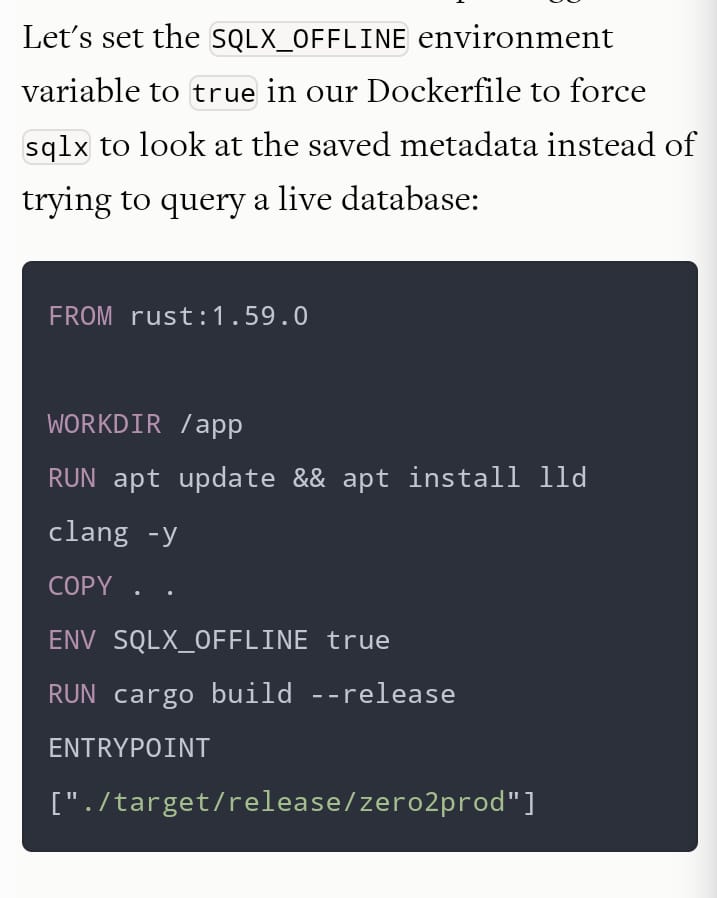 Let's set the SQLX_OFFLINE environment
variable to true in our Dockerfile to force
sqlx to look at the saved metadata instead of
trying to query a live database:
FROM rust:1.59.0
WORKDIR /app
RUN apt update && apt install lld
clang -y
COPY . .
ENV SQLX_OFFLINE true
RUN cargo build --release
ENTRYPOINT
["./target/release/zero2prod"]